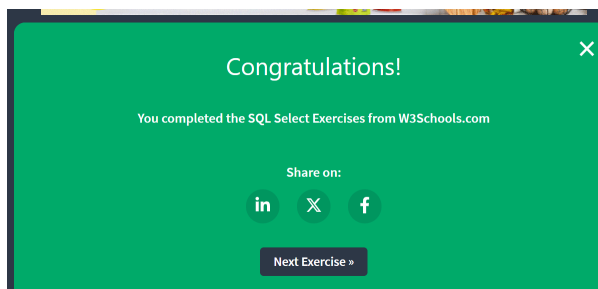 Congratulations!
You completed the SQL Select Exercises from W3Schools.com
Share on:
Next Exercise »